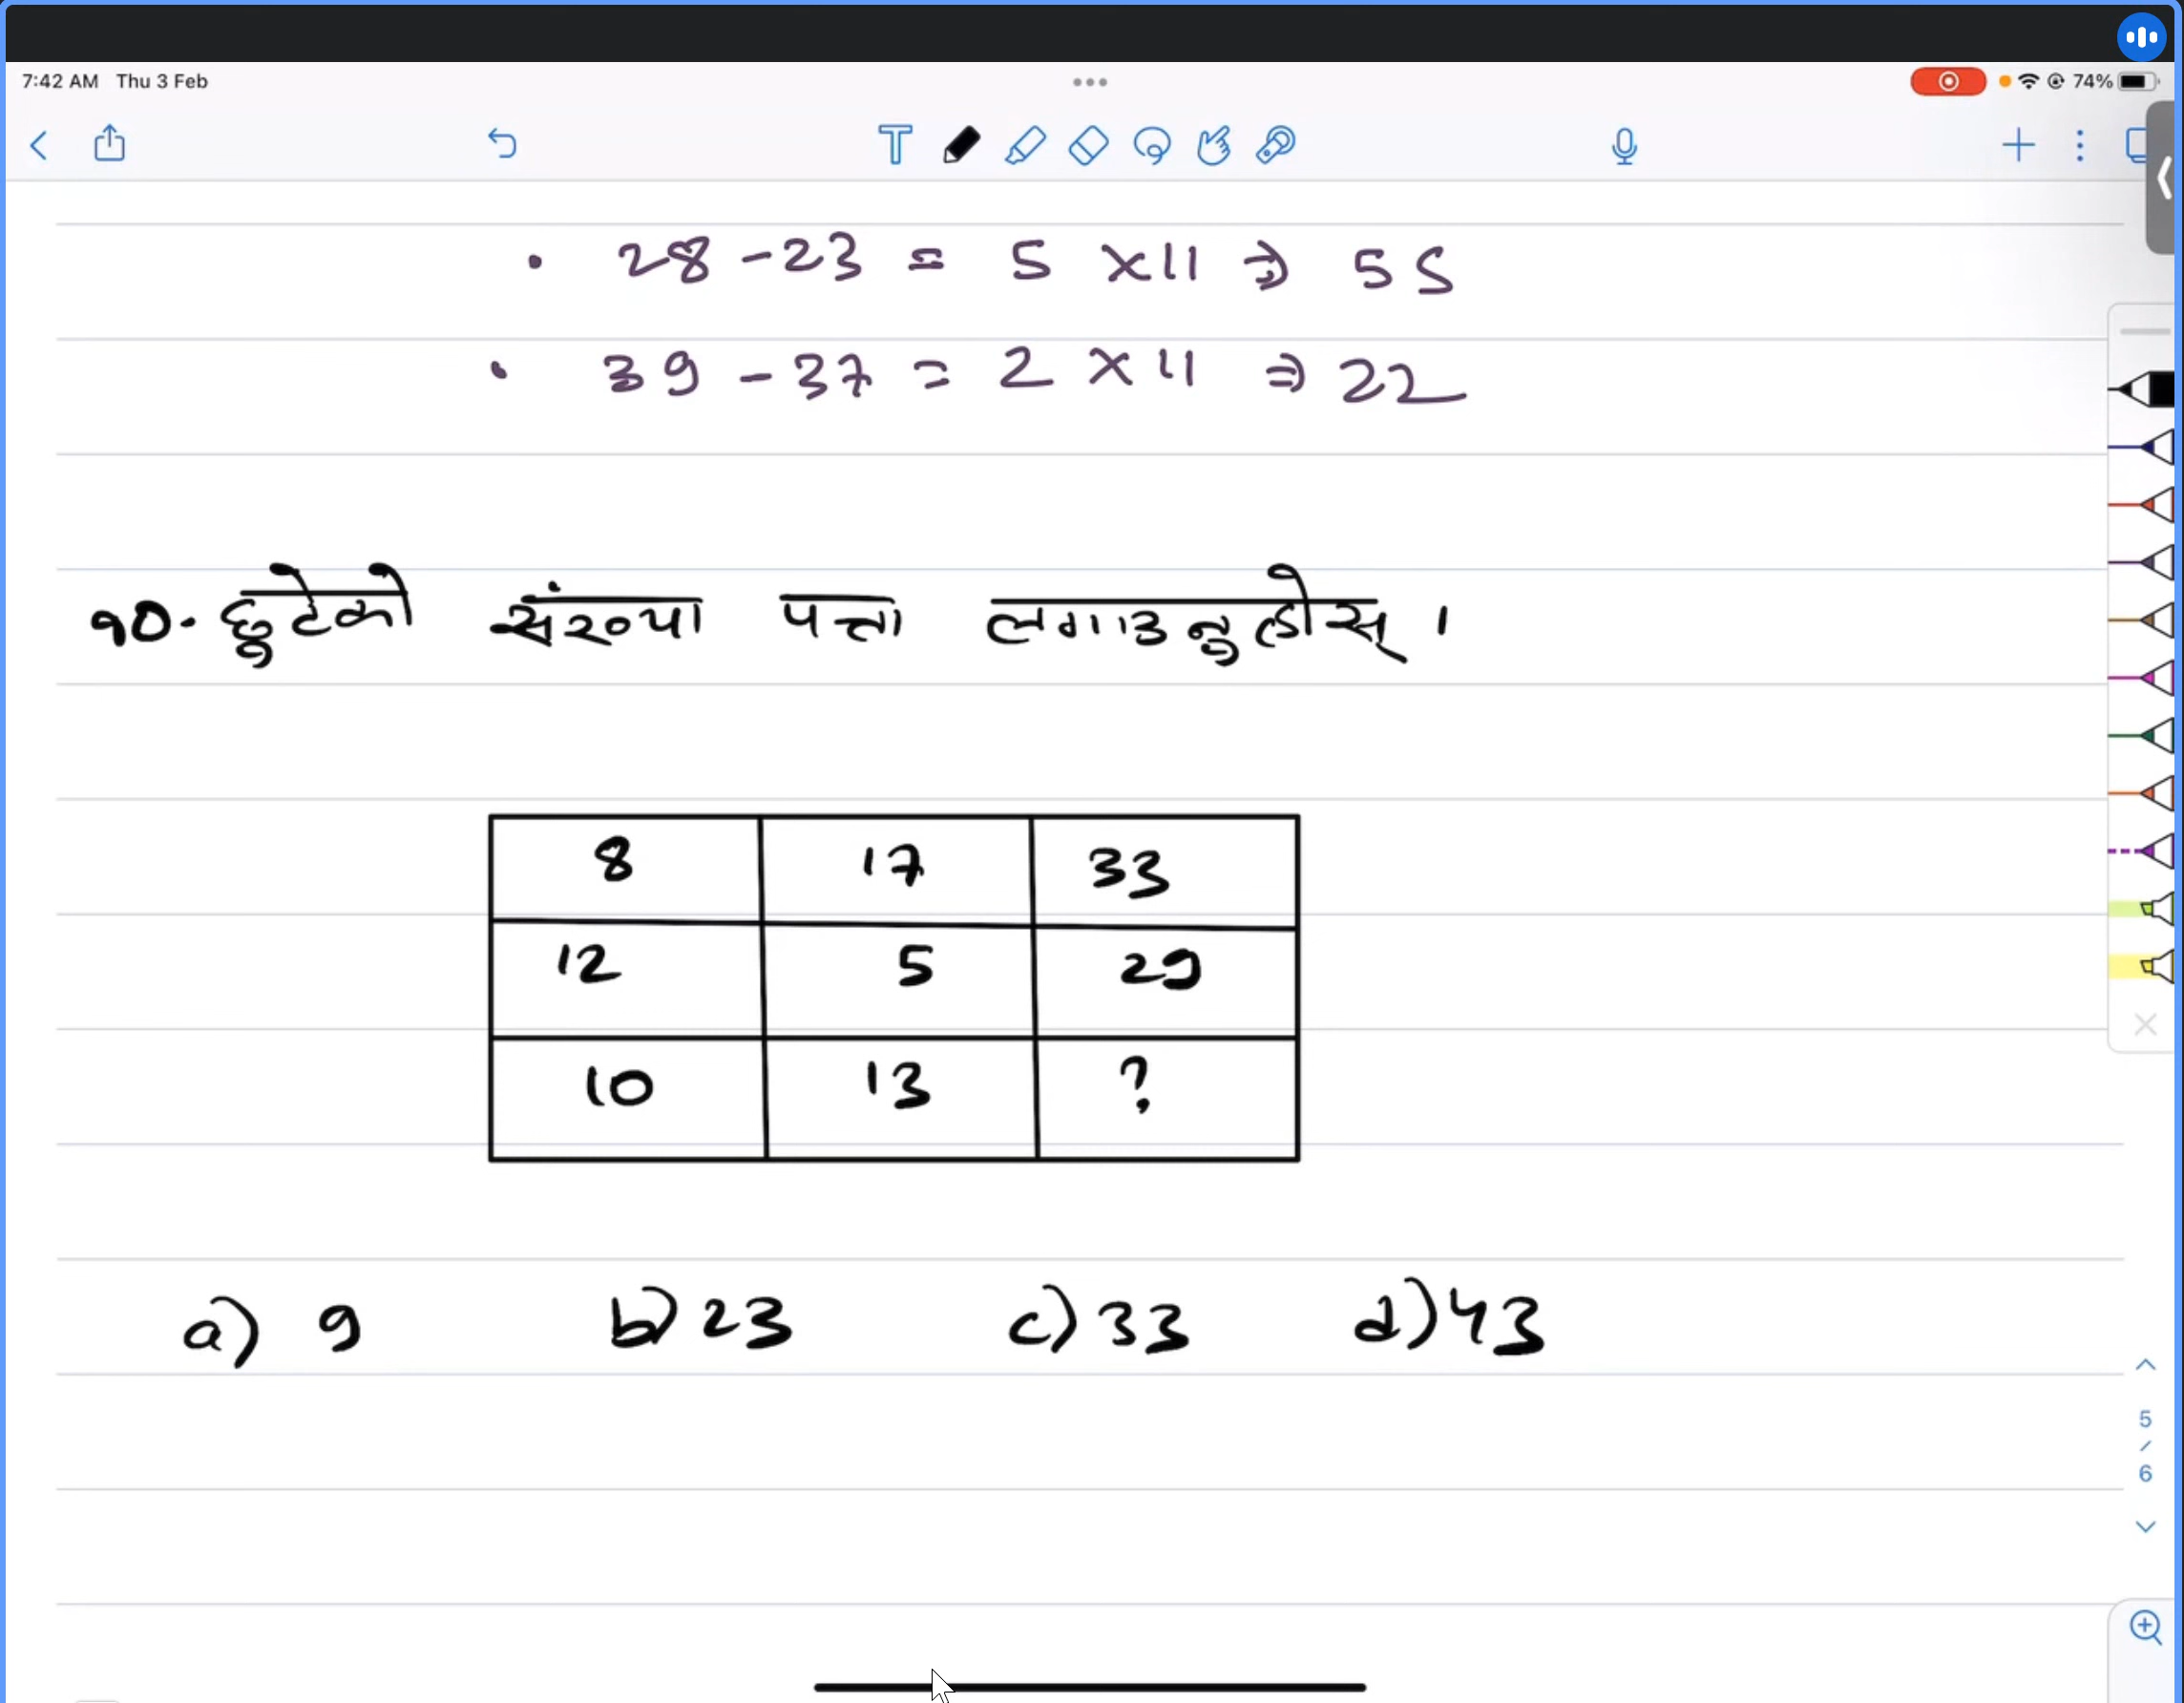 7:42 AM Thu 3 Feb
74%
T
• 28 - 23 = 5 × 11 ⇒ 55
• 39 - 37 = 2 × 11 ⇒ 22
१०. छुटेको संख्या पत्ता लगाउनुहोस् ।
8 17 33
12 5 29
10 13 ?
a) 9 b) 23 c) 33 d) 43
5
/
6